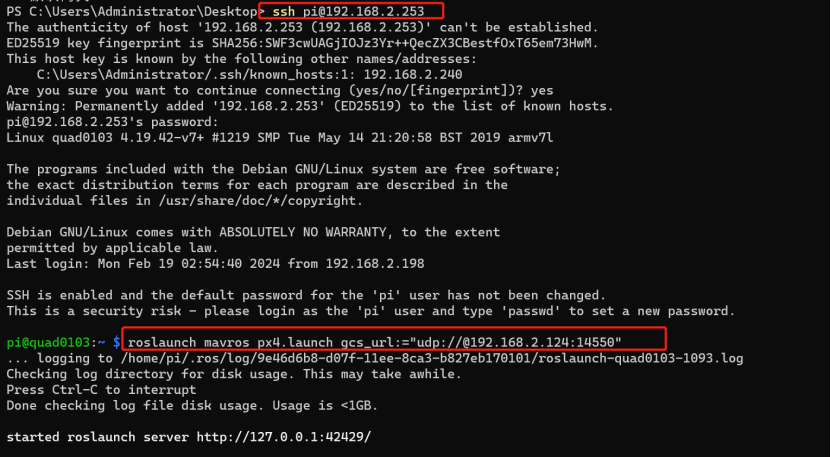 PS C:\Users\Administrator\Desktop> ssh pi@192.168.2.253
The authenticity of host '192.168.2.253 (192.168.2.253)' can't be established.
ED25519 key fingerprint is SHA256:SWF3cwUAGjIOJz3Yr++QecZX3CBestfOxT65em73HwM.
This host key is known by the following other names/addresses:
    C:\Users\Administrator/.ssh/known_hosts:1: 192.168.2.240
Are you sure you want to continue connecting (yes/no/[fingerprint])? yes
Warning: Permanently added '192.168.2.253' (ED25519) to the list of known hosts.
pi@192.168.2.253's password:
Linux quad0103 4.19.42-v7+ #1219 SMP Tue May 14 21:20:58 BST 2019 armv7l

The programs included with the Debian GNU/Linux system are free software;
the exact distribution terms for each program are described in the
individual files in /usr/share/doc/*/copyright.

Debian GNU/Linux comes with ABSOLUTELY NO WARRANTY, to the extent
permitted by applicable law.
Last login: Mon Feb 19 02:54:40 2024 from 192.168.2.198

SSH is enabled and the default password for the 'pi' user has not been changed.
This is a security risk - please login as the 'pi' user and type 'passwd' to set a new password.

pi@quad0103:~ $ roslaunch mavros px4.launch gcs_url:="udp://@192.168.2.124:14550"
... logging to /home/pi/.ros/log/9e46d6b8-d07f-11ee-8ca3-b827eb170101/roslaunch-quad0103-1093.log
Checking log directory for disk usage. This may take awhile.
Press Ctrl-C to interrupt
Done checking log file disk usage. Usage is <1GB.

started roslaunch server http://127.0.0.1:42429/